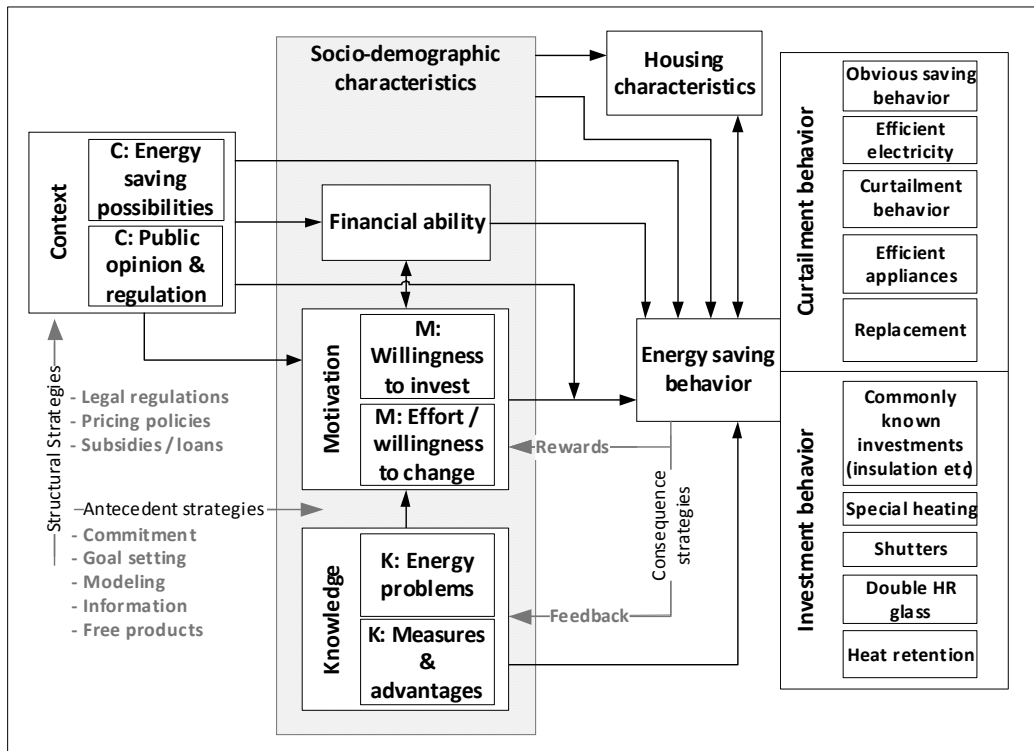 Socio-demographic
characteristics
Housing
characteristics
Context
C: Energy
saving
possibilities
C: Public
opinion &
regulation
Financial ability
Motivation
M:
Willingness
to invest
M: Effort /
willingness
to change
Energy saving
behavior
Structural Strategies
- Legal regulations
- Pricing policies
- Subsidies / loans
Antecedent strategies
- Commitment
- Goal setting
- Modeling
- Information
- Free products
Knowledge
K: Energy
problems
K: Measures
& advantages
Rewards
Consequence
strategies
Feedback
Curtailment behavior
Obvious saving
behavior
Efficient
electricity
Curtailment
behavior
Efficient
appliances
Replacement
Investment behavior
Commonly
known
investments
(insulation etc)
Special heating
Shutters
Double HR
glass
Heat retention